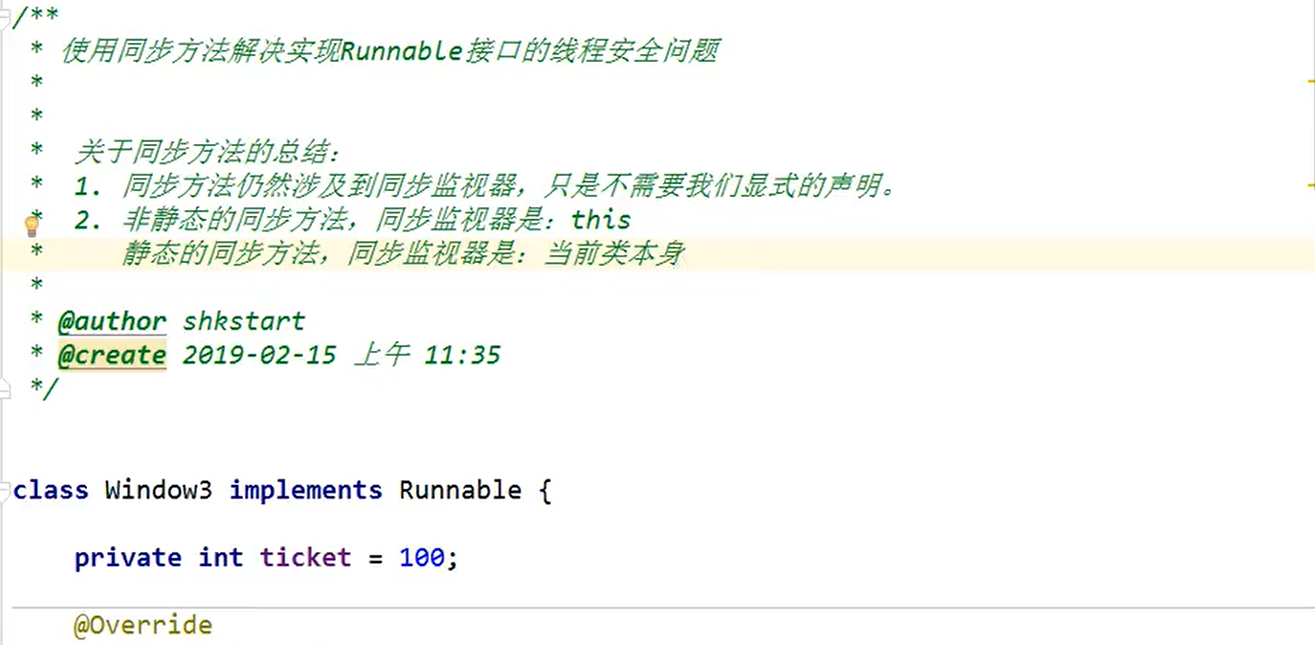 /**
* 使用同步方法解决实现Runnable接口的线程安全问题
*
*
* 关于同步方法的总结：
* 1. 同步方法仍然涉及到同步监视器，只是不需要我们显式的声明。
* 2. 非静态的同步方法，同步监视器是：this
* 静态的同步方法，同步监视器是：当前类本身
*
* @author shkstart
* @create 2019-02-15 上午 11:35
*/
class Window3 implements Runnable {
private int ticket = 100;
@Override